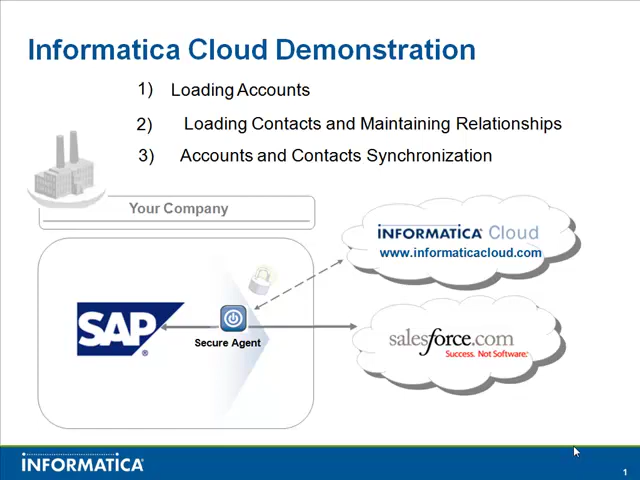 Informatica Cloud Demonstration
1) Loading Accounts
2) Loading Contacts and Maintaining Relationships
3) Accounts and Contacts Synchronization
Your Company
INFORMATICA Cloud
www.informaticacloud.com
SAP®
Secure Agent
salesforce.com
Success. Not Software.
INFORMATICA
1